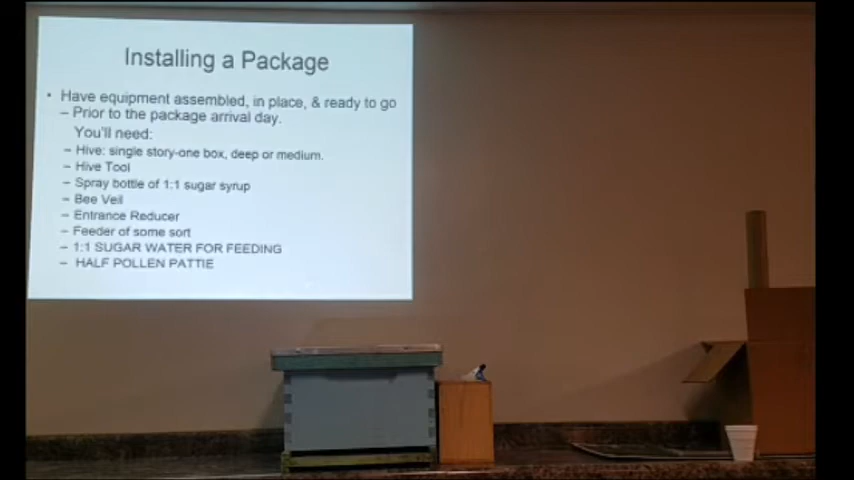 Installing a Package
• Have equipment assembled, in place, & ready to go
– Prior to the package arrival day.
You'll need:
– Hive: single story-one box, deep or medium.
– Hive Tool
– Spray bottle of 1:1 sugar syrup
– Bee Veil
– Entrance Reducer
– Feeder of some sort
– 1:1 SUGAR WATER FOR FEEDING
– HALF POLLEN PATTIE